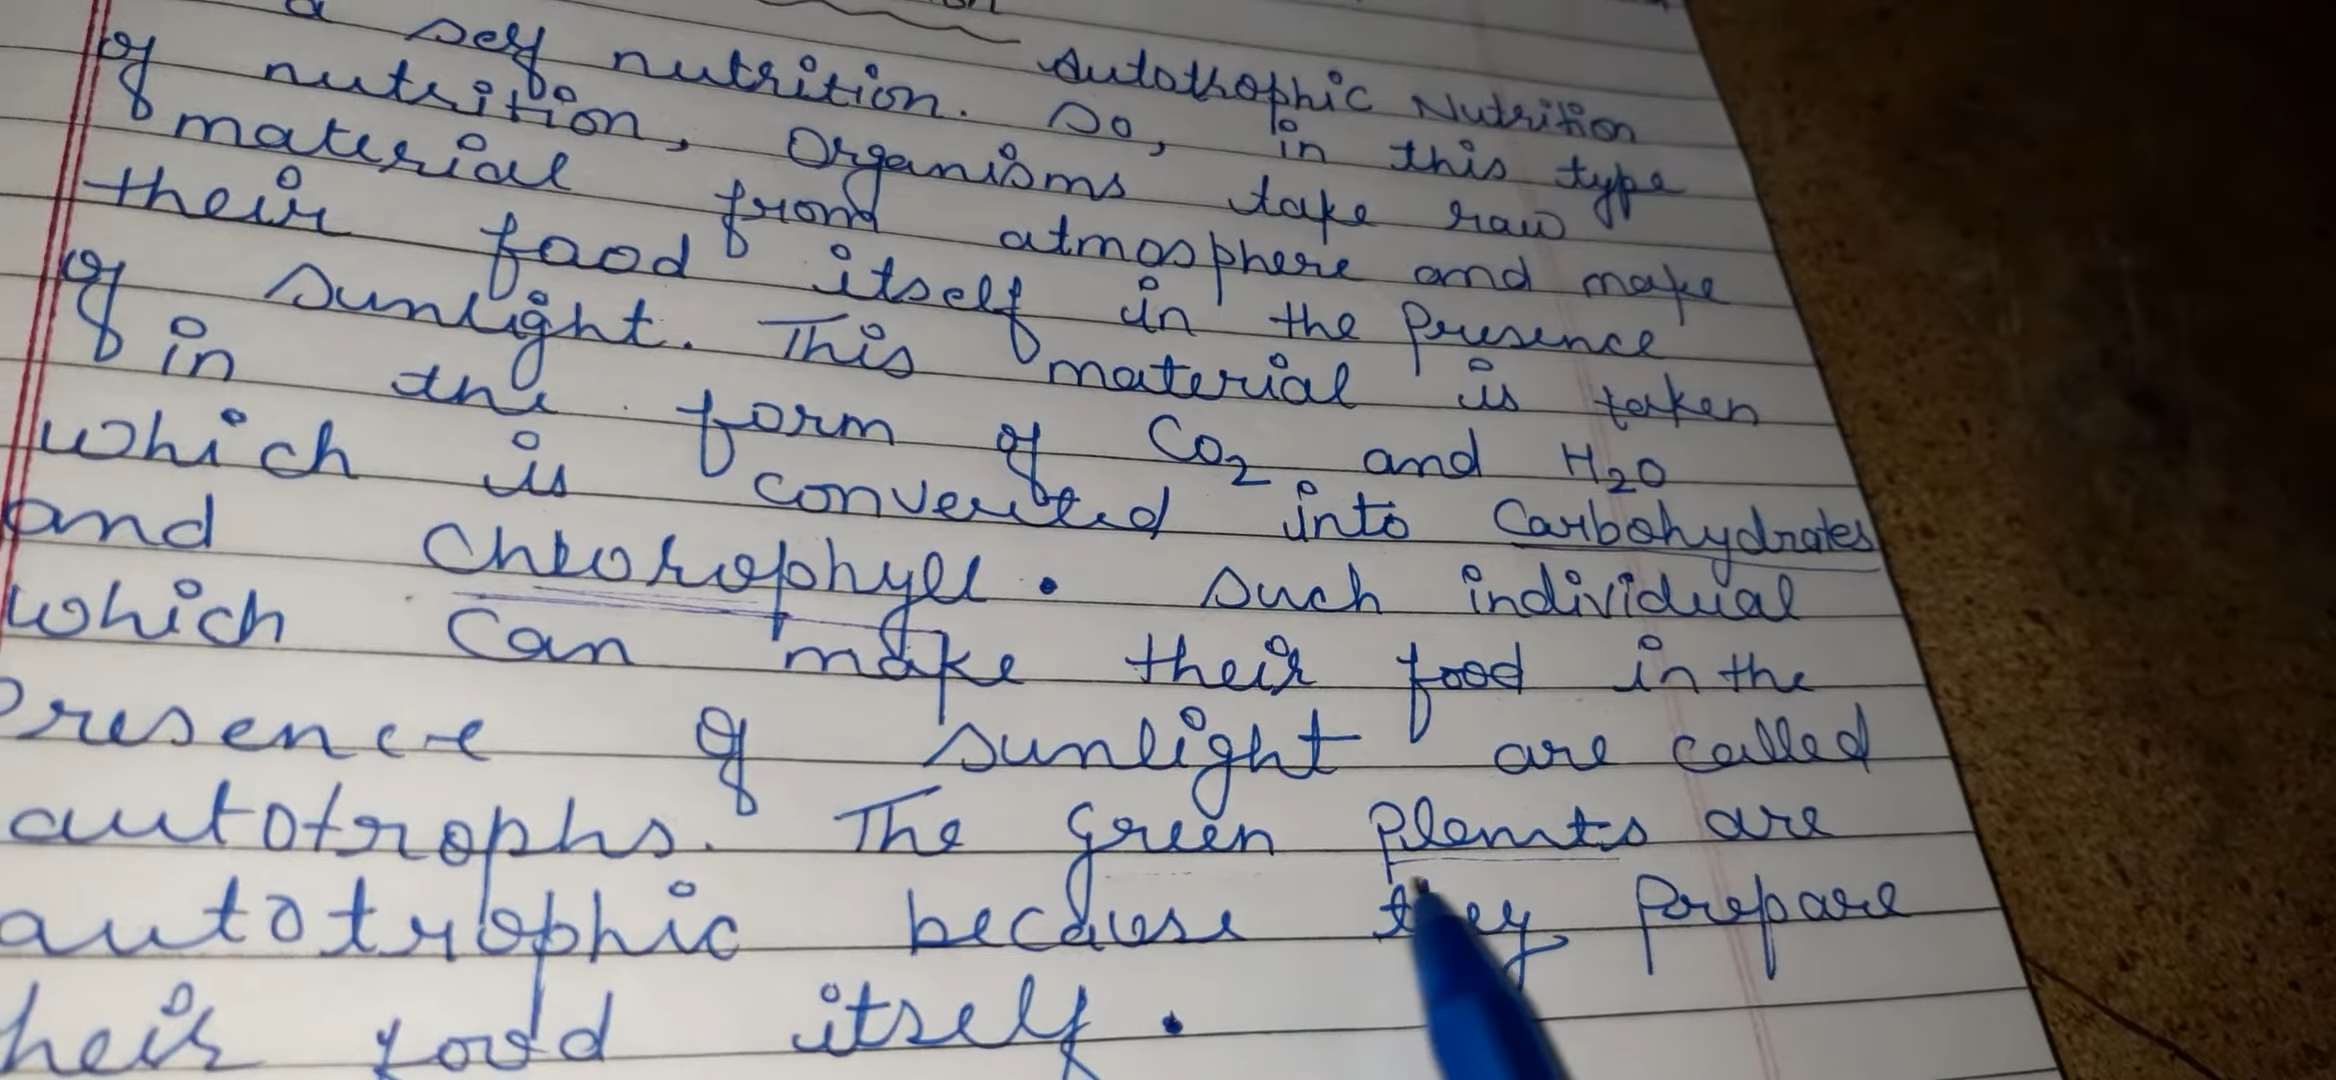 Autothophic Nutrition
a self nutrition. So, in this type
of nutrition, Organisms take raw
material from atmosphere and make
their food itself in the Presence
of sunlight. This material is taken
in the form of CO2 and H2O
which is converted into Carbohydrates
and Chlorophyll. Such individual
which can make their food in the
Presence of sunlight are called
autotrophs. The Green Plants are
autotrophic because they Prepare
heir food itself.